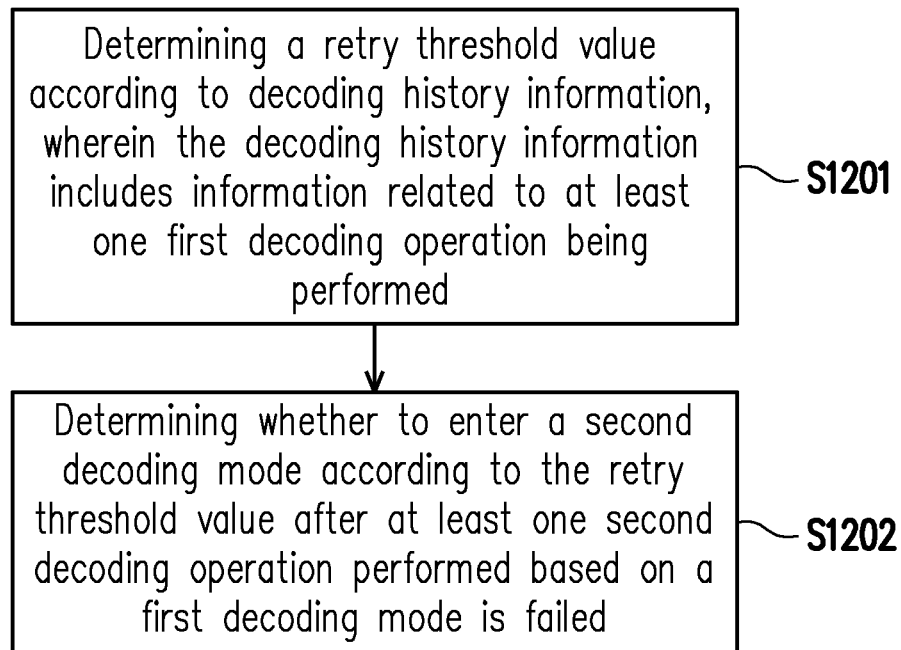 Determining a retry threshold value
according to decoding history information,
wherein the decoding history information
includes information related to at least
one first decoding operation being
performed
S1201
Determining whether to enter a second
decoding mode according to the retry
threshold value after at least one second
decoding operation performed based on a
first decoding mode is failed
S1202